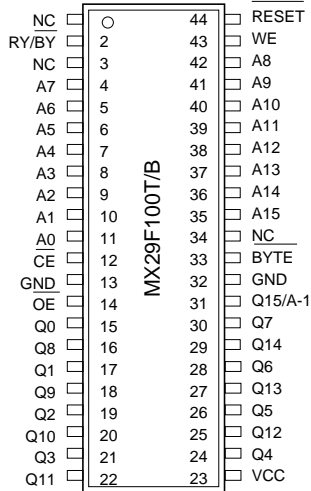 NC 44 RESET
RY/BY 2 43 WE
NC 3 42 A8
A7 4 41 A9
A6 5 40 A10
A5 6 39 A11
A4 7 38 A12
A3 8 37 A13
A2 9 36 A14
A1 10 35 A15
A0 11 34 NC
CE 12 33 BYTE
GND 13 32 GND
OE 14 31 Q15/A-1
Q0 15 30 Q7
Q8 16 29 Q14
Q1 17 28 Q6
Q9 18 27 Q13
Q2 19 26 Q5
Q10 20 25 Q12
Q3 21 24 Q4
Q11 22 23 VCC
MX29F100T/B